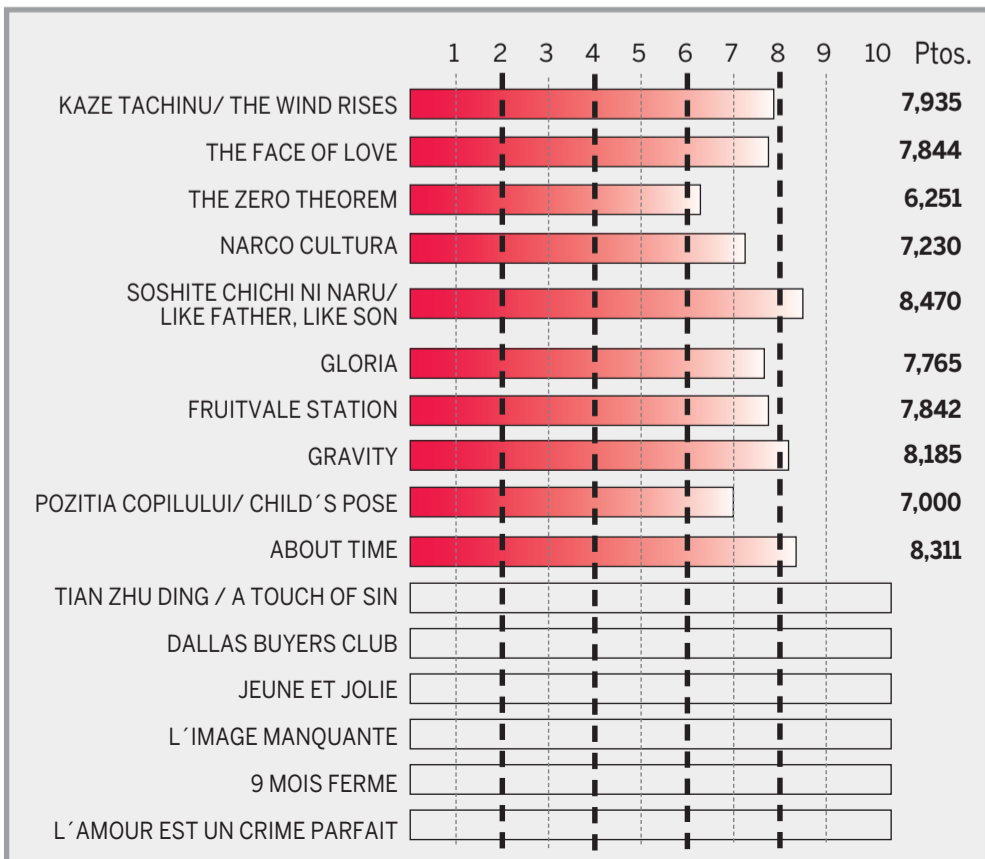 1 2 3 4 5 6 7 8 9 10 Ptos.
KAZE TACHINU/ THE WIND RISES 7,935
THE FACE OF LOVE 7,844
THE ZERO THEOREM 6,251
NARCO CULTURA 7,230
SOSHITE CHICHI NI NARU/
LIKE FATHER, LIKE SON 8,470
GLORIA 7,765
FRUITVALE STATION 7,842
GRAVITY 8,185
POZITIA COPILULUI/ CHILD´S POSE 7,000
ABOUT TIME 8,311
TIAN ZHU DING / A TOUCH OF SIN
DALLAS BUYERS CLUB
JEUNE ET JOLIE
L´IMAGE MANQUANTE
9 MOIS FERME
L´AMOUR EST UN CRIME PARFAIT